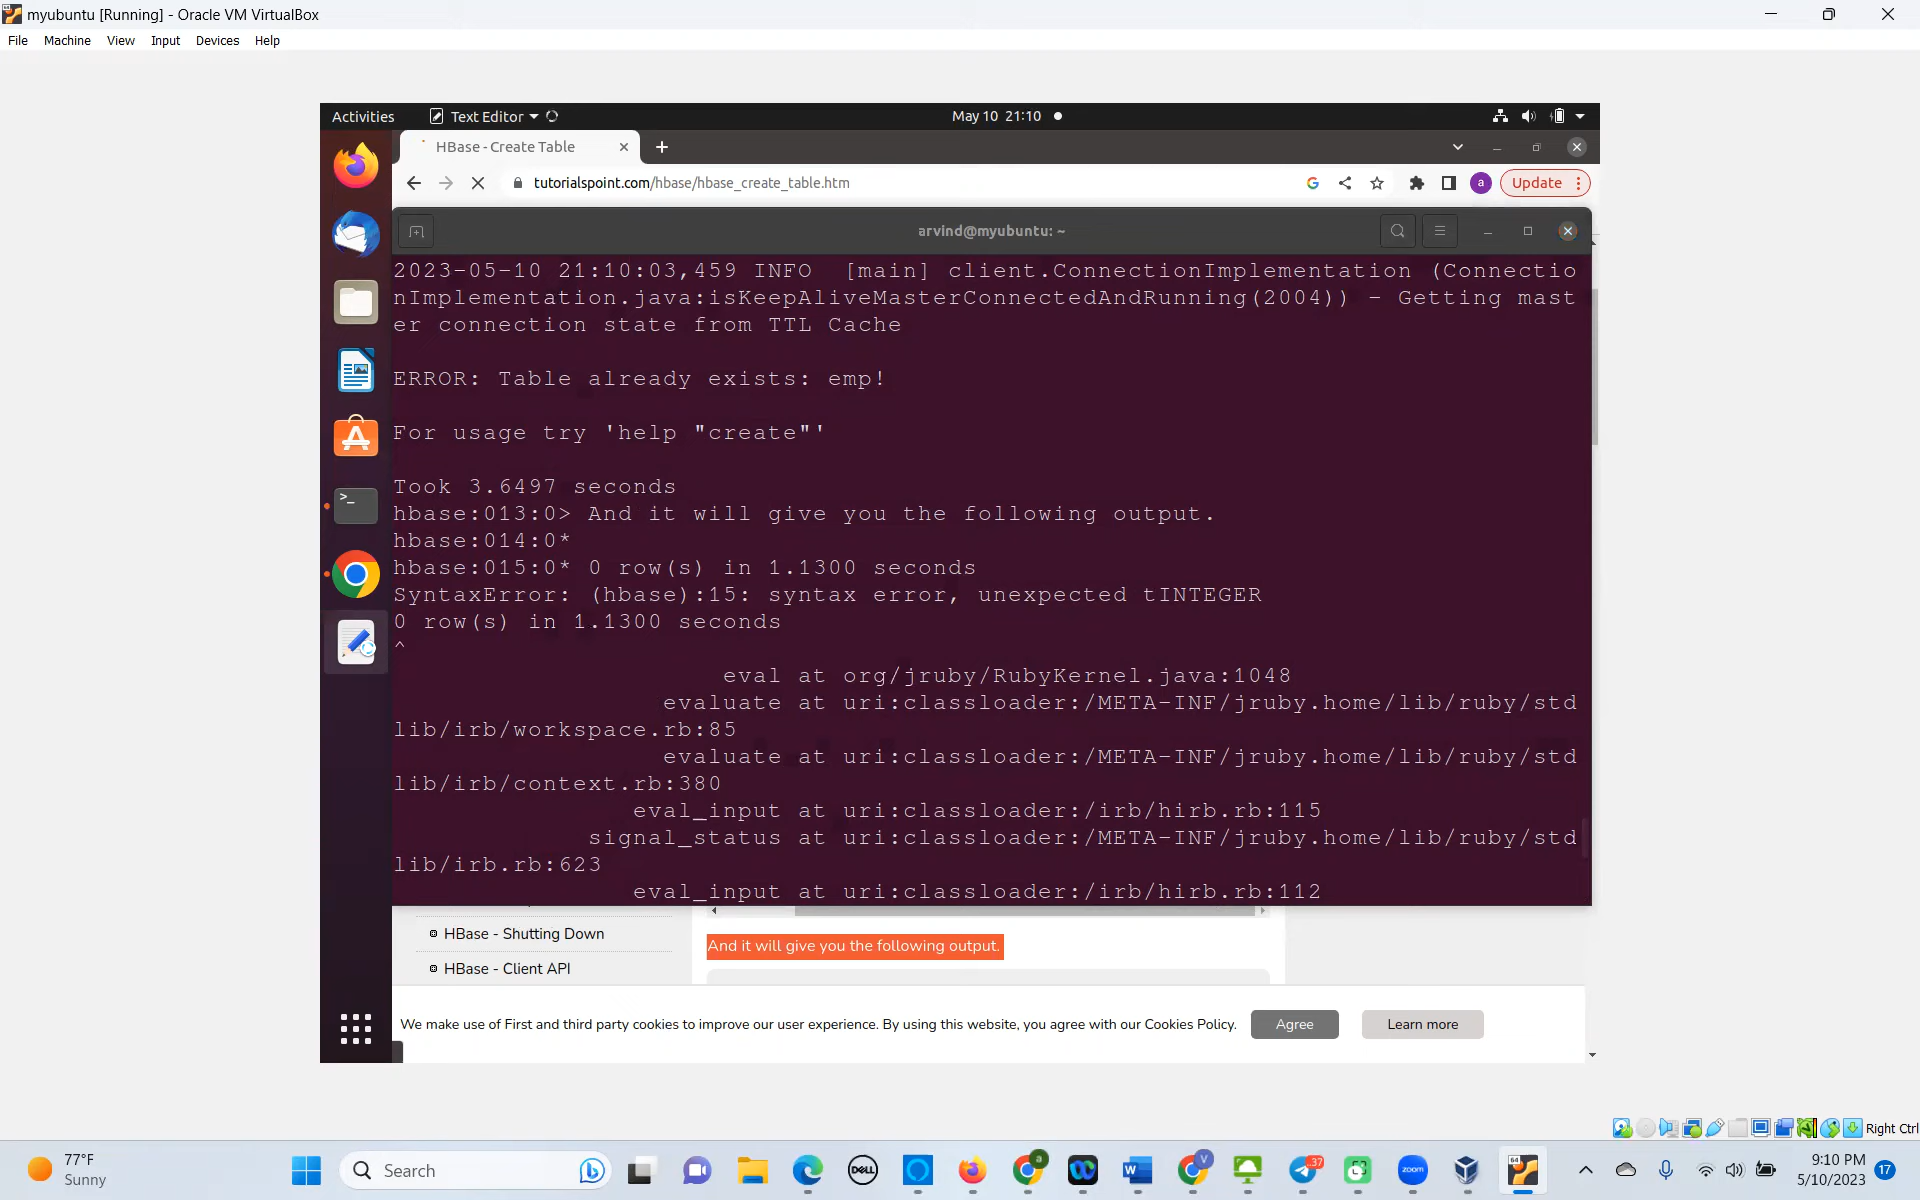 myubuntu [Running] - Oracle VM VirtualBox
File Machine View Input Devices Help
Activities Text Editor May 10 21:10
HBase - Create Table
tutorialspoint.com/hbase/hbase_create_table.htm G a Update
arvind@myubuntu: ~
2023-05-10 21:10:03,459 INFO  [main] client.ConnectionImplementation (Connectio
nImplementation.java:isKeepAliveMasterConnectedAndRunning(2004)) - Getting mast
er connection state from TTL Cache
ERROR: Table already exists: emp!
For usage try 'help "create"'
Took 3.6497 seconds
hbase:013:0> And it will give you the following output.
hbase:014:0*
hbase:015:0* 0 row(s) in 1.1300 seconds
SyntaxError: (hbase):15: syntax error, unexpected tINTEGER
0 row(s) in 1.1300 seconds
^
eval at org/jruby/RubyKernel.java:1048
evaluate at uri:classloader:/META-INF/jruby.home/lib/ruby/std
lib/irb/workspace.rb:85
evaluate at uri:classloader:/META-INF/jruby.home/lib/ruby/std
lib/irb/context.rb:380
eval_input at uri:classloader:/irb/hirb.rb:115
signal_status at uri:classloader:/META-INF/jruby.home/lib/ruby/std
lib/irb.rb:623
eval_input at uri:classloader:/irb/hirb.rb:112
HBase - Shutting Down
And it will give you the following output.
HBase - Client API
We make use of First and third party cookies to improve our user experience. By using this website, you agree with our Cookies Policy. Agree Learn more
Right Ctrl
77°F
Sunny
Search
DELL
a
W
V
37
zoom
64
9:10 PM
5/10/2023
17